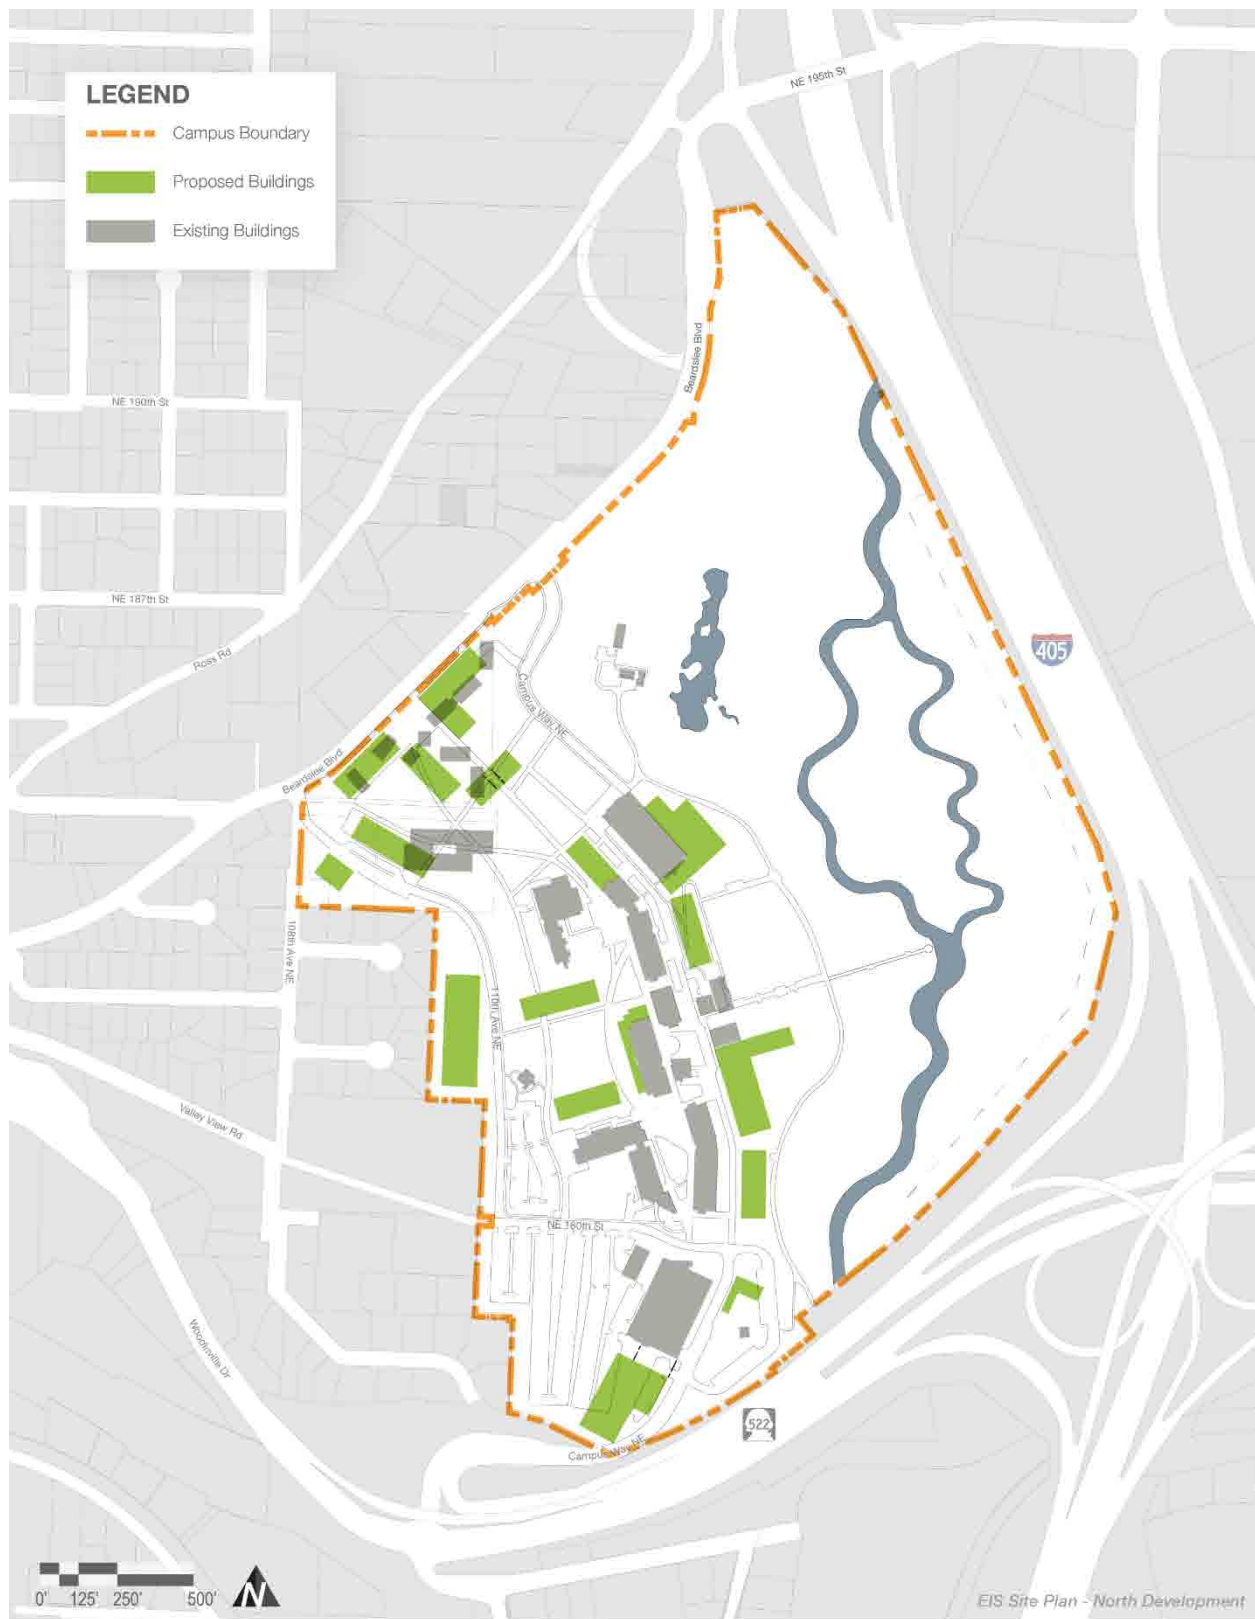 NE 195th St
LEGEND
Campus Boundary
Proposed Buildings
Existing Buildings
Beardslee Blvd
NE 190th St
NE 187th St
Ross Rd
405
Campus Way NE
Beardslee Blvd
108th Ave NE
110th Ave NE
Valley View Rd
NE 180th St
Woodinville Dr
522
Campus Way NE
0' 125' 250' 500'
N
EIS Site Plan - North Development